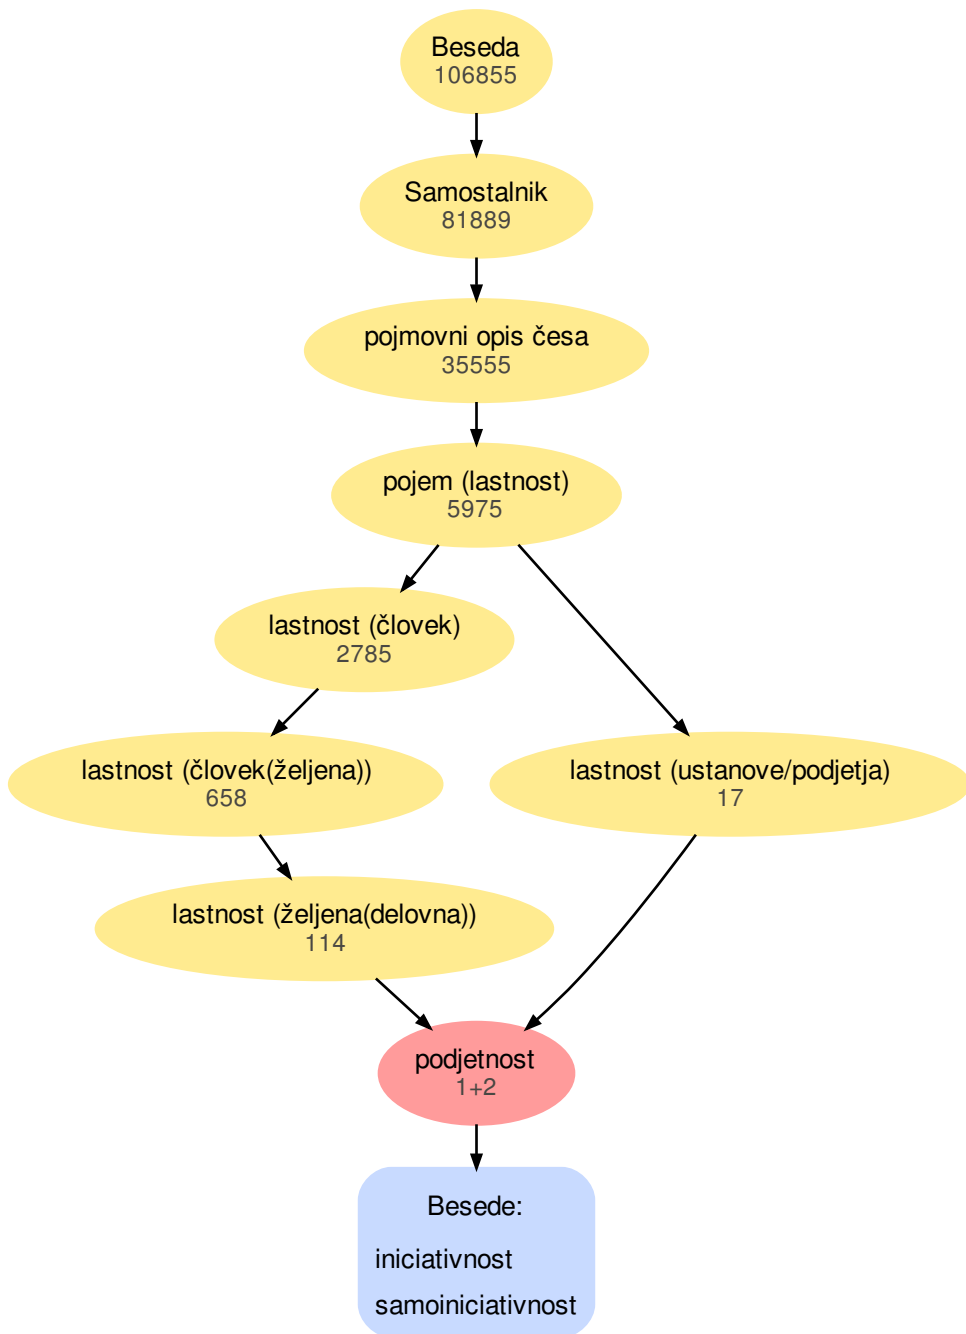 Beseda
106855
Samostalnik
81889
pojmovni opis česa
35555
pojem (lastnost)
5975
lastnost (človek)
2785
lastnost (človek(željena))
658
lastnost (ustanove/podjetja)
17
lastnost (željena(delovna))
114
podjetnost
1+2
Besede:
iniciativnost
samoiniciativnost